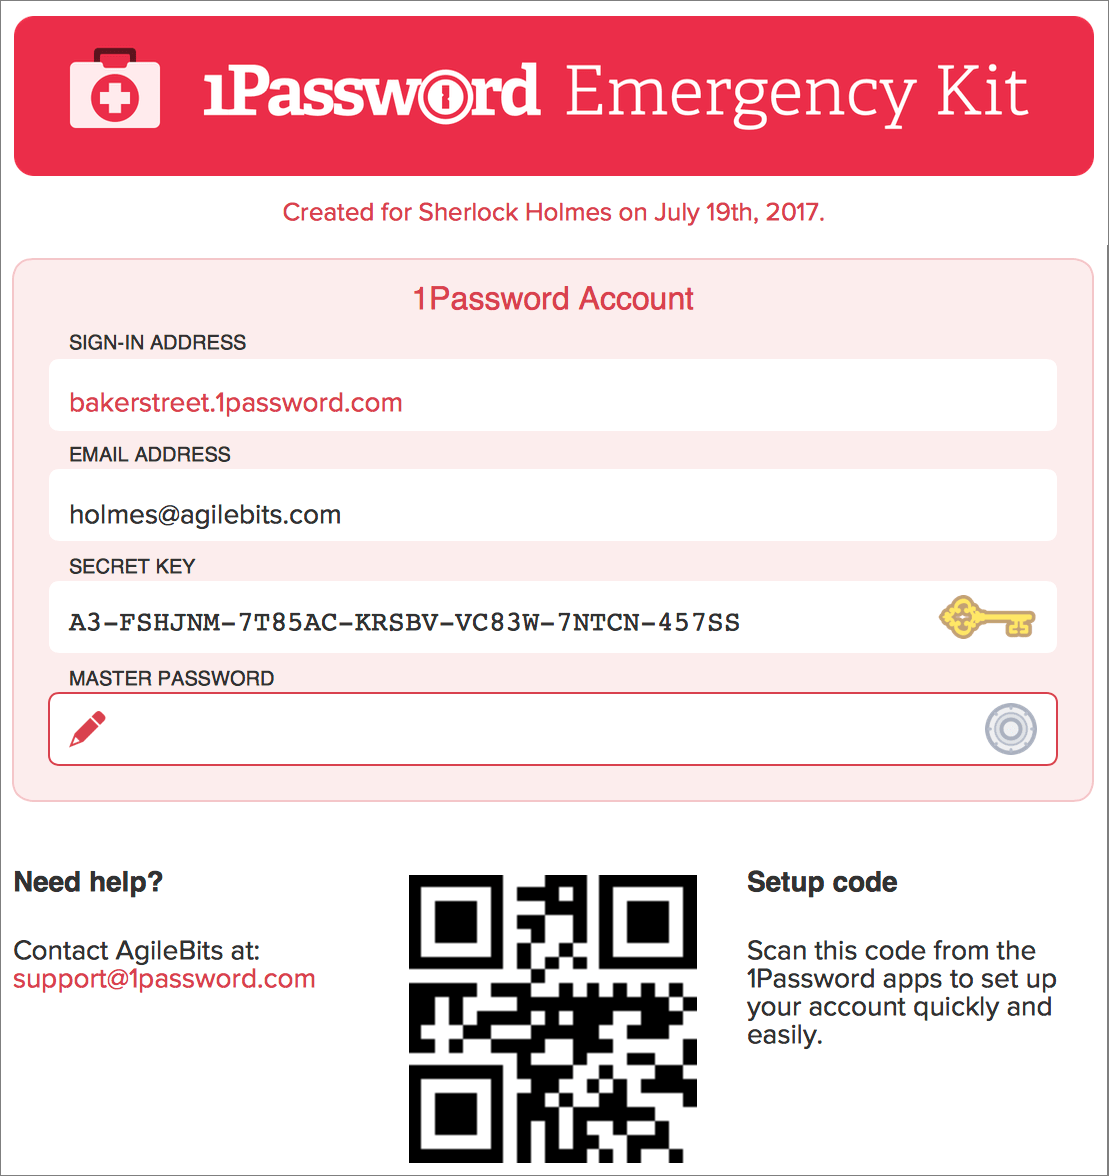 1Password Emergency Kit
Created for Sherlock Holmes on July 19th, 2017.
1Password Account
SIGN-IN ADDRESS
bakerstreet.1password.com
EMAIL ADDRESS
holmes@agilebits.com
SECRET KEY
A3-FSHJNM-7T85AC-KRSBV-VC83W-7NTCN-457SS
MASTER PASSWORD
Need help?
Contact AgileBits at:
support@1password.com
Setup code
Scan this code from the
1Password apps to set up
your account quickly and
easily.